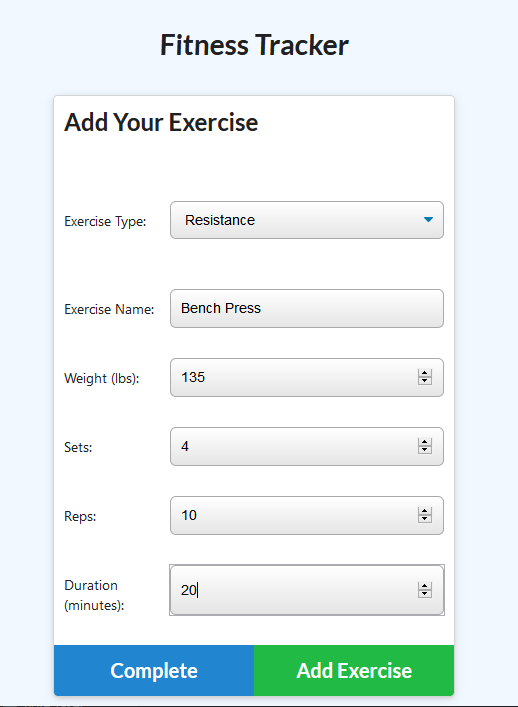 Fitness Tracker
Add Your Exercise
Exercise Type: Resistance
Exercise Name: Bench Press
Weight (lbs): 135
Sets: 4
Reps: 10
Duration
(minutes): 20
Complete Add Exercise